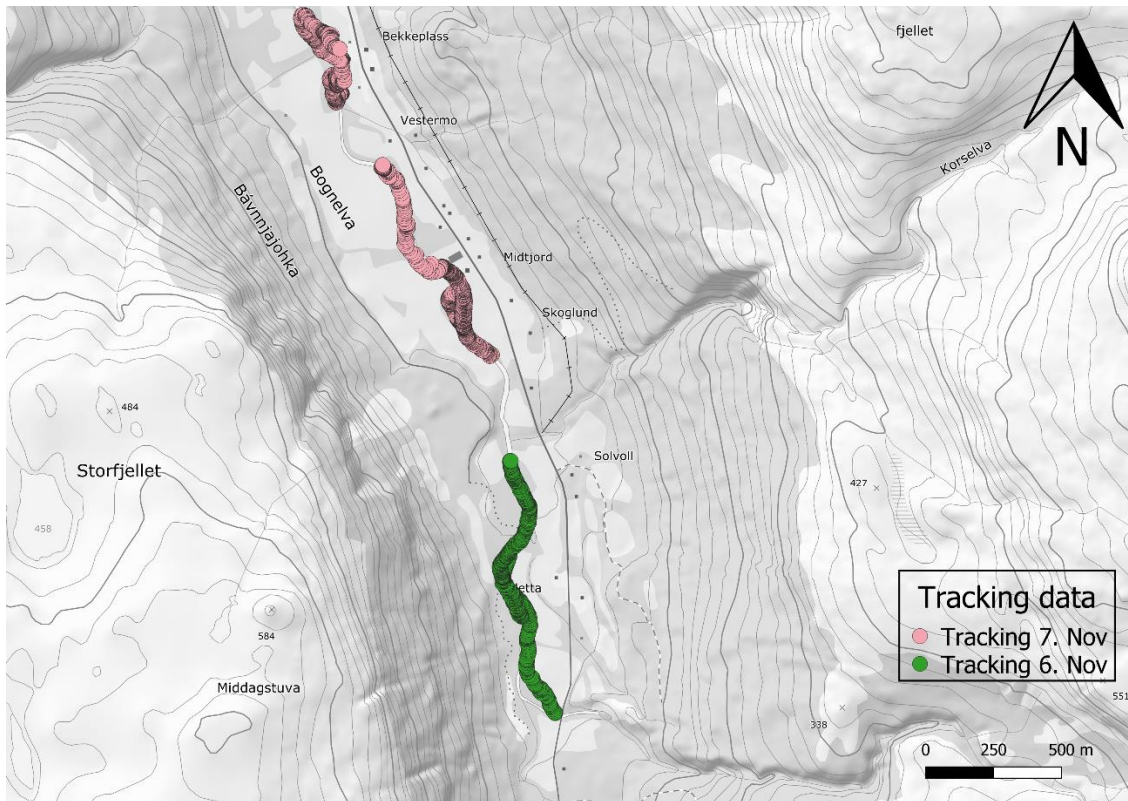 Bekkeplass
fjellet
N
Vestermo
Korselva
Bognelva
Bávnnjajohka
Midtjord
Skoglund
484
Solvoll
Storfjellet
427
458
etta
Tracking data
Tracking 7. Nov
Tracking 6. Nov
584
Middagstuva
551
338
0 250 500 m